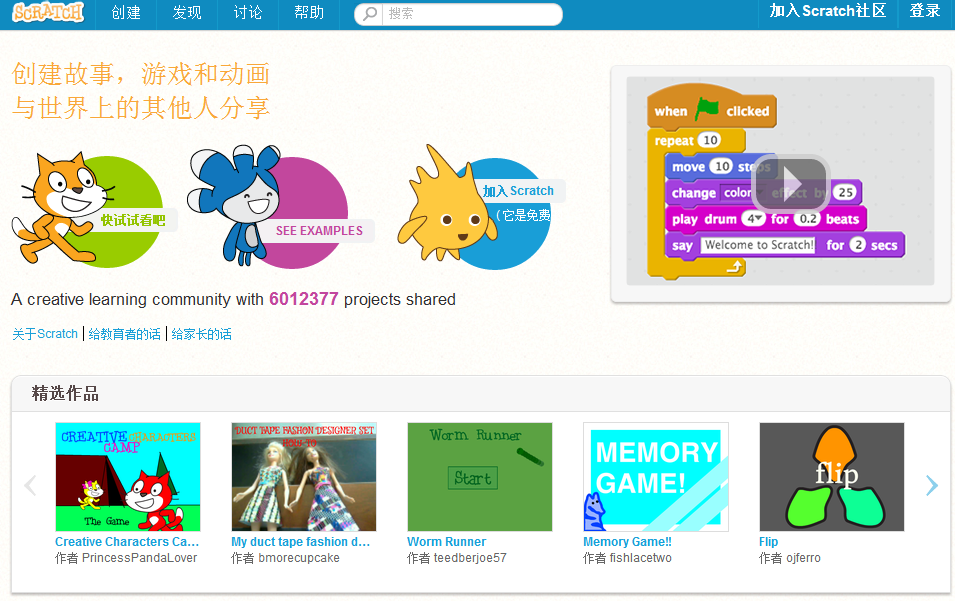 SCRATCH 创建 发现 讨论 帮助 搜索 加入Scratch社区 登录
创建故事，游戏和动画
与世界上的其他人分享
快试试看吧
SEE EXAMPLES
加入 Scratch
（它是免费
A creative learning community with 6012377 projects shared
关于Scratch | 给教育者的话 | 给家长的话
when clicked
repeat 10
move 10 steps
change color effect by 25
play drum 4 for 0.2 beats
say Welcome to Scratch! for 2 secs
精选作品
CREATIVE CHARACTERS
CAMP
The Game
Creative Characters Ca...
作者 PrincessPandaLover
DUCT TAPE FASHON DESIGNER SET
HOW TO
My duct tape fashion d...
作者 bmorecupcake
Worm Runner
Start
Worm Runner
作者 teedberjoe57
MEMORY
GAME!
Memory Game!!
作者 fishlacetwo
flip
Flip
作者 ojferro